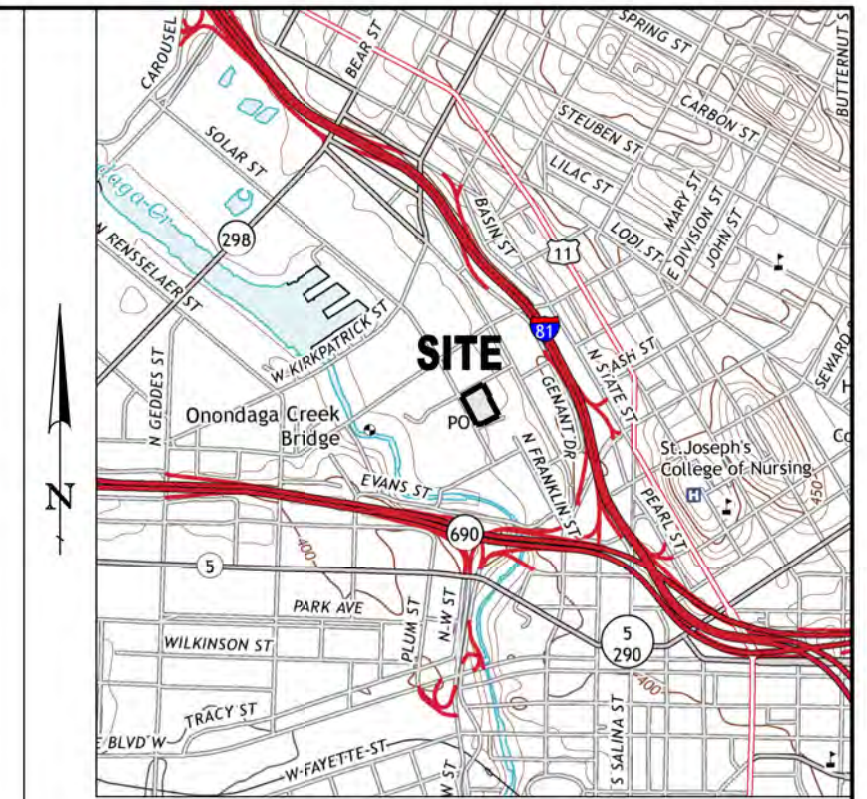 CAROUSEL
BEAR ST
SPRING ST
BUTTERNUT S
STEUBEN ST
CARBON ST
SOLAR ST
LILAC ST
MARY ST
BASIN ST
LODI ST
E DIVISION ST
JOHN ST
daga Cr
298
11
N RENSSELAER ST
81
W KIRKPATRICK ST
SITE
ASH ST
N STATE ST
SEWARD
N GEDDES ST
GENANT DR
H
PO
Onondaga Creek
Bridge
N FRANKLIN ST
St.Joseph's
College of Nursing
Co
EVANS ST
H
450
PEARL ST
N
690
400
5
PARK AVE
PLUM ST
N-W ST
5
290
WILKINSON ST
400
TRACY ST
S SALINA ST
E BLVD W
W FAYETTE ST
W ST